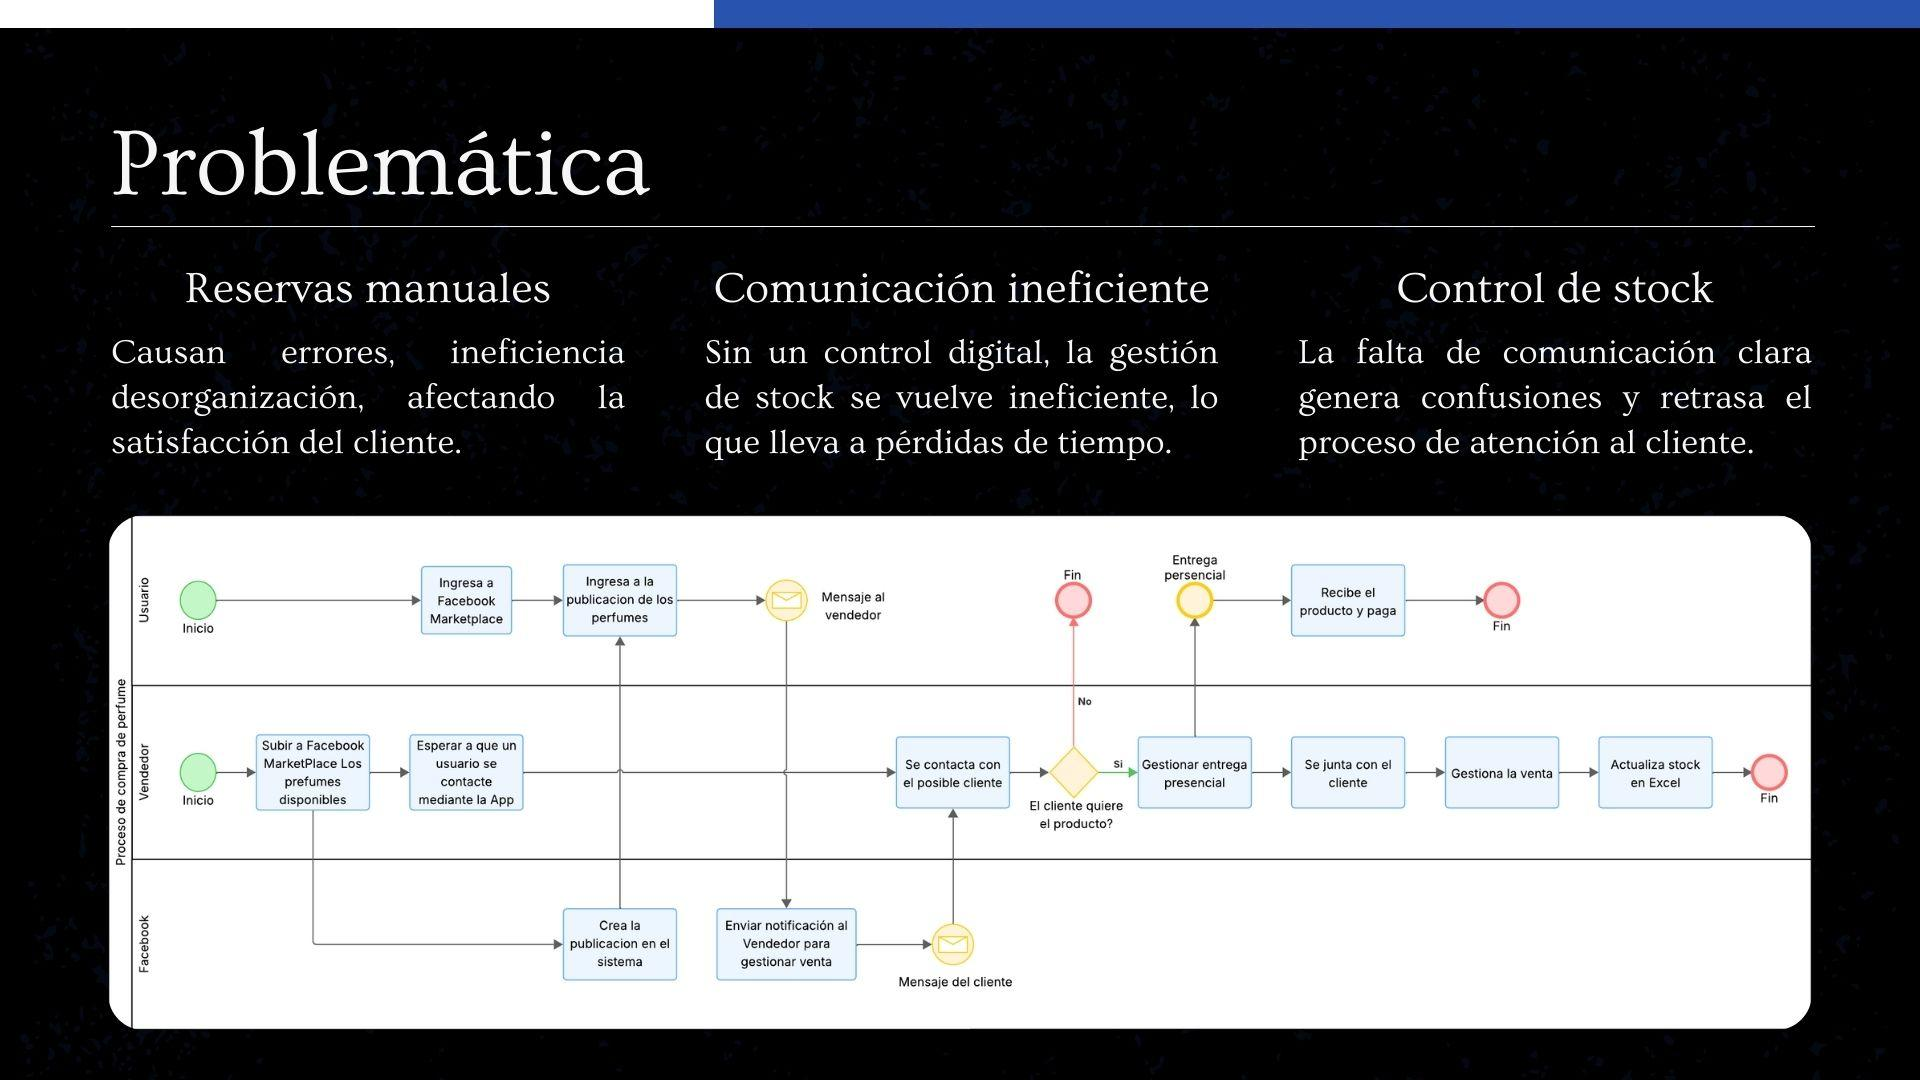 Problemática
Reservas manuales
Causan errores, ineficiencia
desorganización, afectando la
satisfacción del cliente.
Comunicación ineficiente
Sin un control digital, la gestión
de stock se vuelve ineficiente, lo
que lleva a pérdidas de tiempo.
Control de stock
La falta de comunicación clara
genera confusiones y retrasa el
proceso de atención al cliente.
Proceso de compra de perfume
Usuario
Inicio
Ingresa a
Facebook
Marketplace
Ingresa a la
publicacion de los
perfumes
Mensaje al
vendedor
Fin
Entrega
persencial
Recibe el
producto y paga
Fin
Vendedor
Inicio
Subir a Facebook
MarketPlace Los
prefumes
disponibles
Esperar a que un
usuario se
contacte
mediante la App
Se contacta con
el posible cliente
No
si
El cliente quiere
el producto?
Gestionar entrega
presencial
Se junta con el
cliente
Gestiona la venta
Actualiza stock
en Excel
Fin
Facebook
Crea la
publicacion en el
sistema
Enviar notificación al
Vendedor para
gestionar venta
Mensaje del cliente